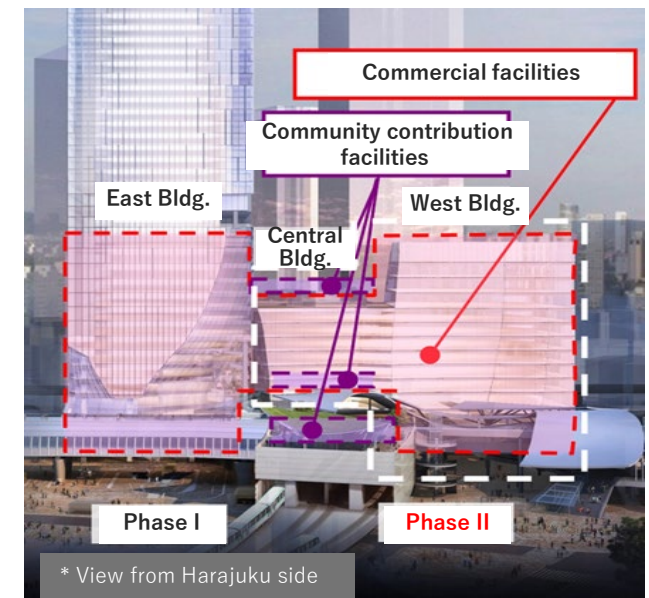 Commercial facilities
Community contribution
facilities
East Bldg.
West Bldg.
Central
Bldg.
Phase I
Phase II
* View from Harajuku side